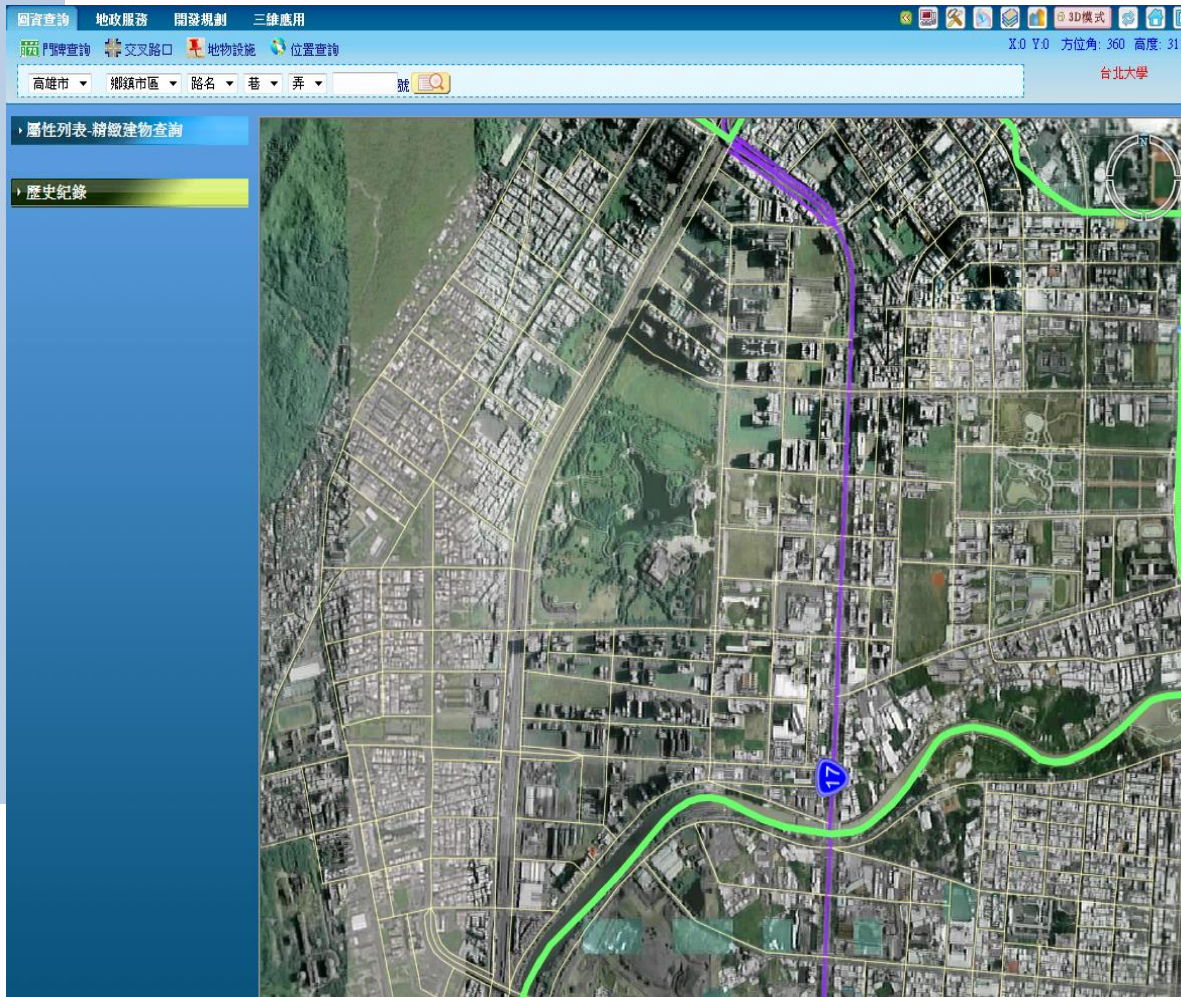 圖資查詢 地政服務 開發規劃 三維應用
3D模式
門牌查詢 交叉路口 地物設施 位置查詢
X:0 Y:0 方位角: 360 高度: 31
高雄市 鄉鎮市區 路名 巷 弄 號
台北大學
屬性列表-精緻建物查詢
歷史紀錄
N
17